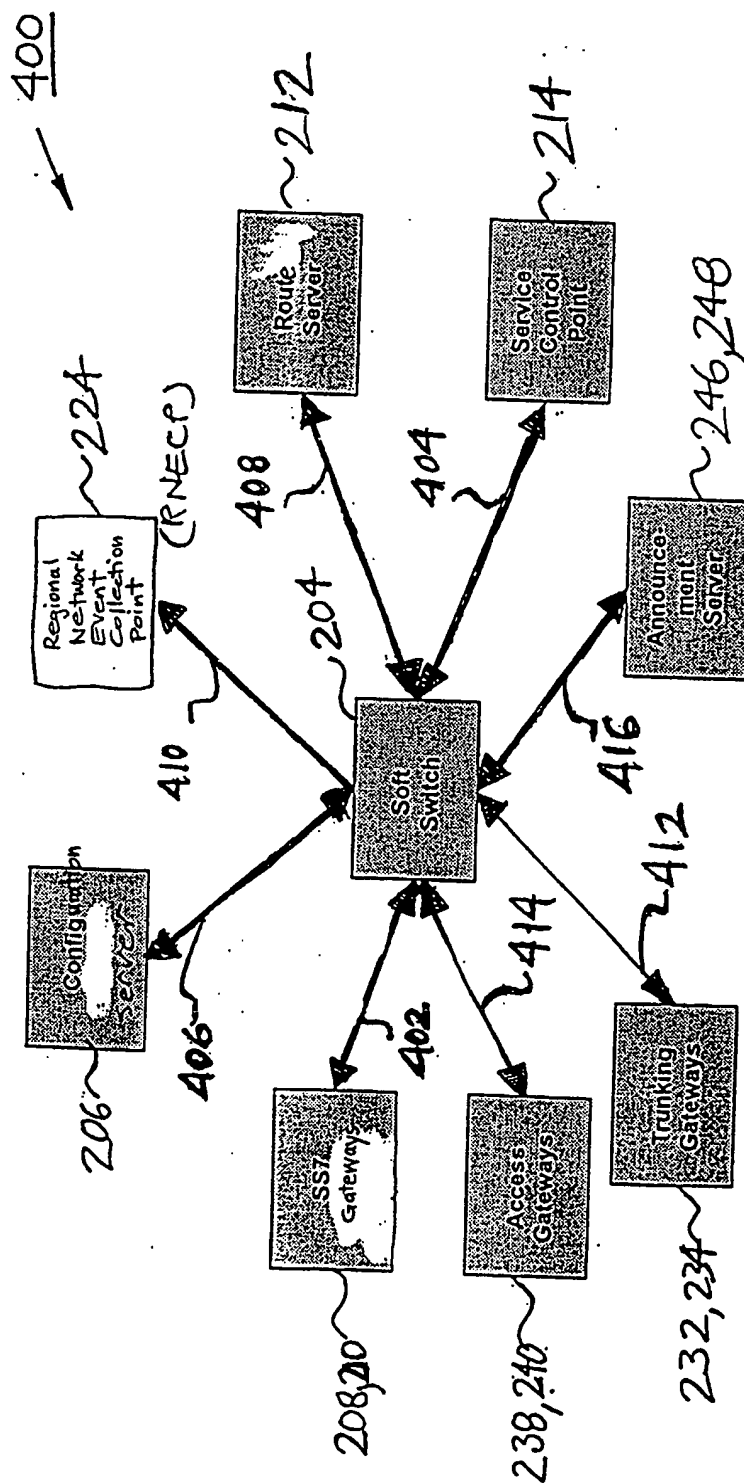 400
Configuration
Server
206
406
Regional
Network
Event
Collection
Point
224
(RNECP)
410
Route
Server
212
408
Service
Control
Point
214
404
Soft
Switch
204
SS7
Gateways
208,210
402
Access
Gateways
238,240
414
Trunking
Gateways
232,234
412
Announce-
ment
Server
246,248
416